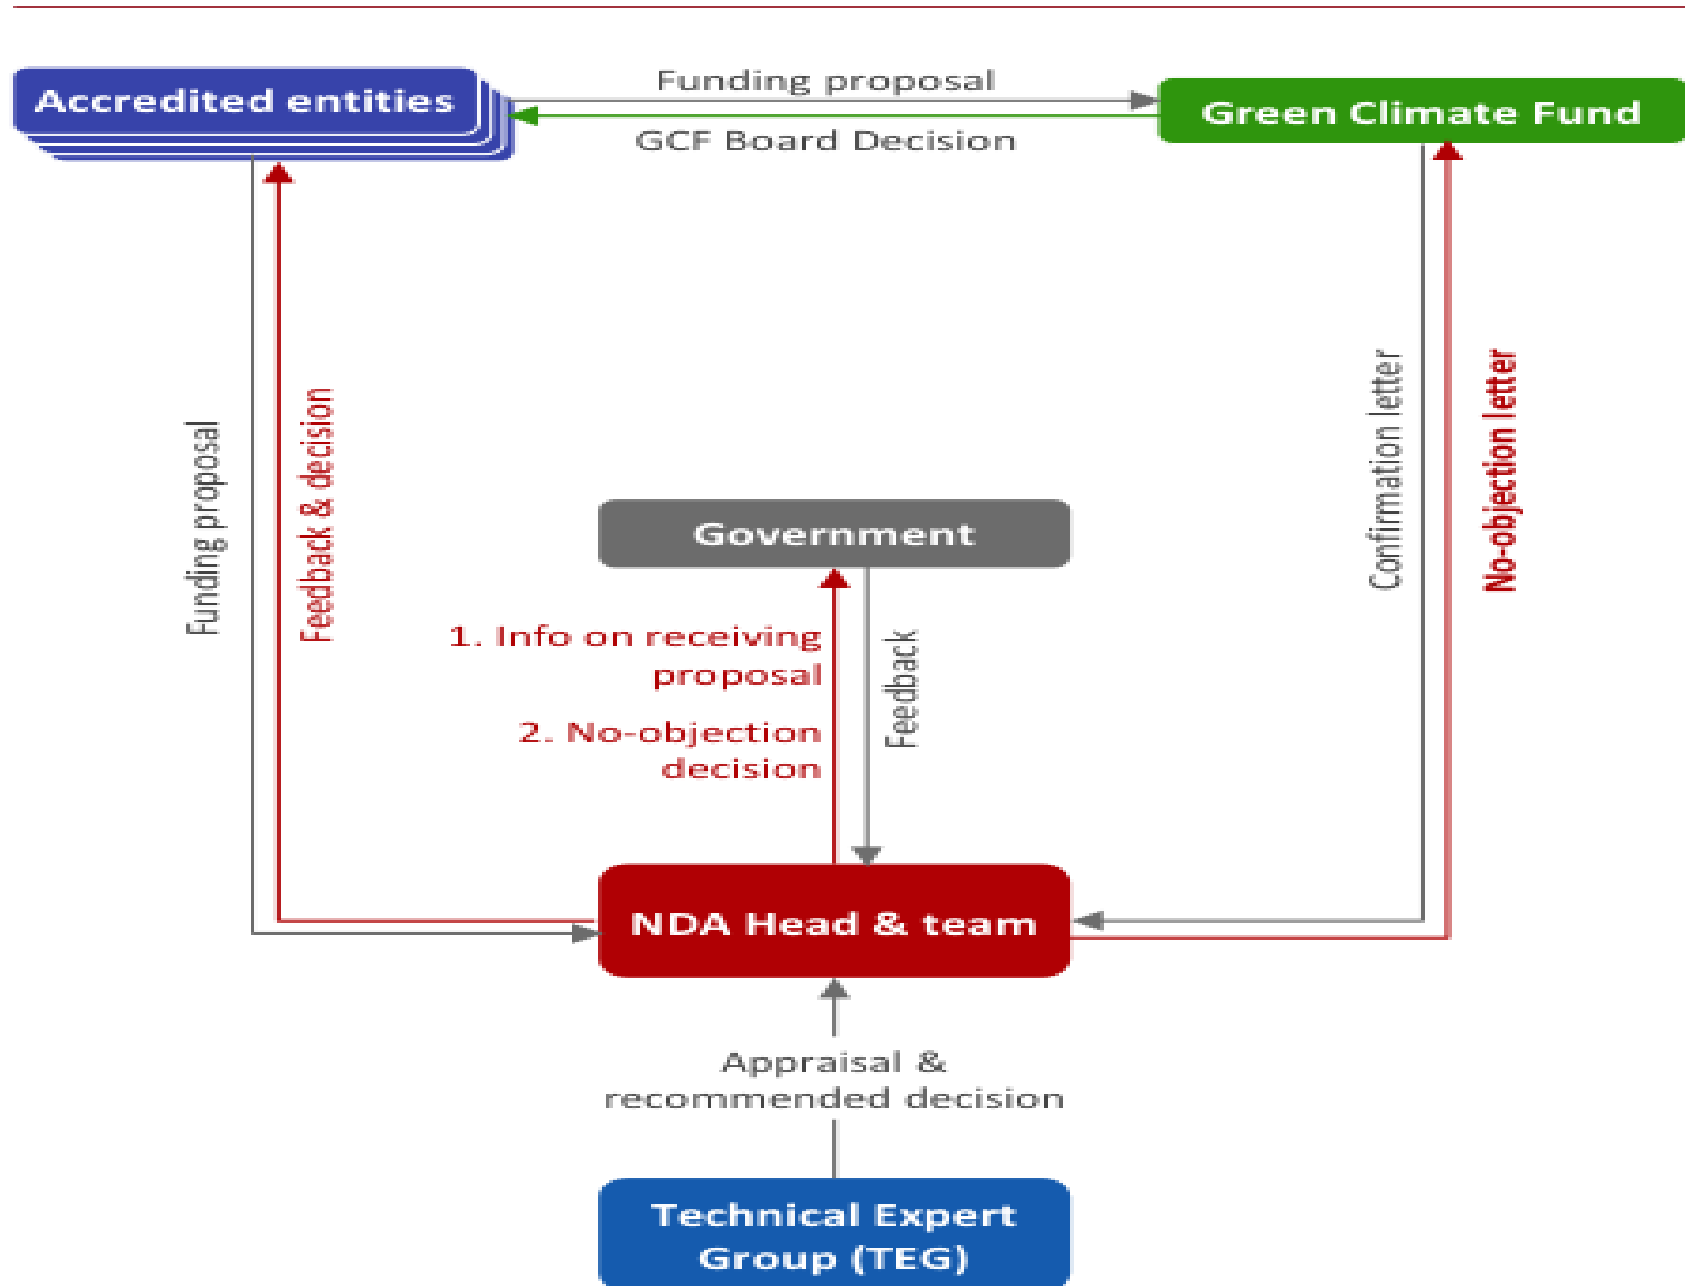 Funding proposal
Accredited entities
Green Climate Fund
GCF Board Decision
Funding proposal
Feedback & decision
Confirmation letter
No-objection letter
Government
1. Info on receiving
proposal
2. No-objection
decision
Feedback
NDA Head & team
Appraisal &
recommended decision
Technical Expert
Group (TEG)